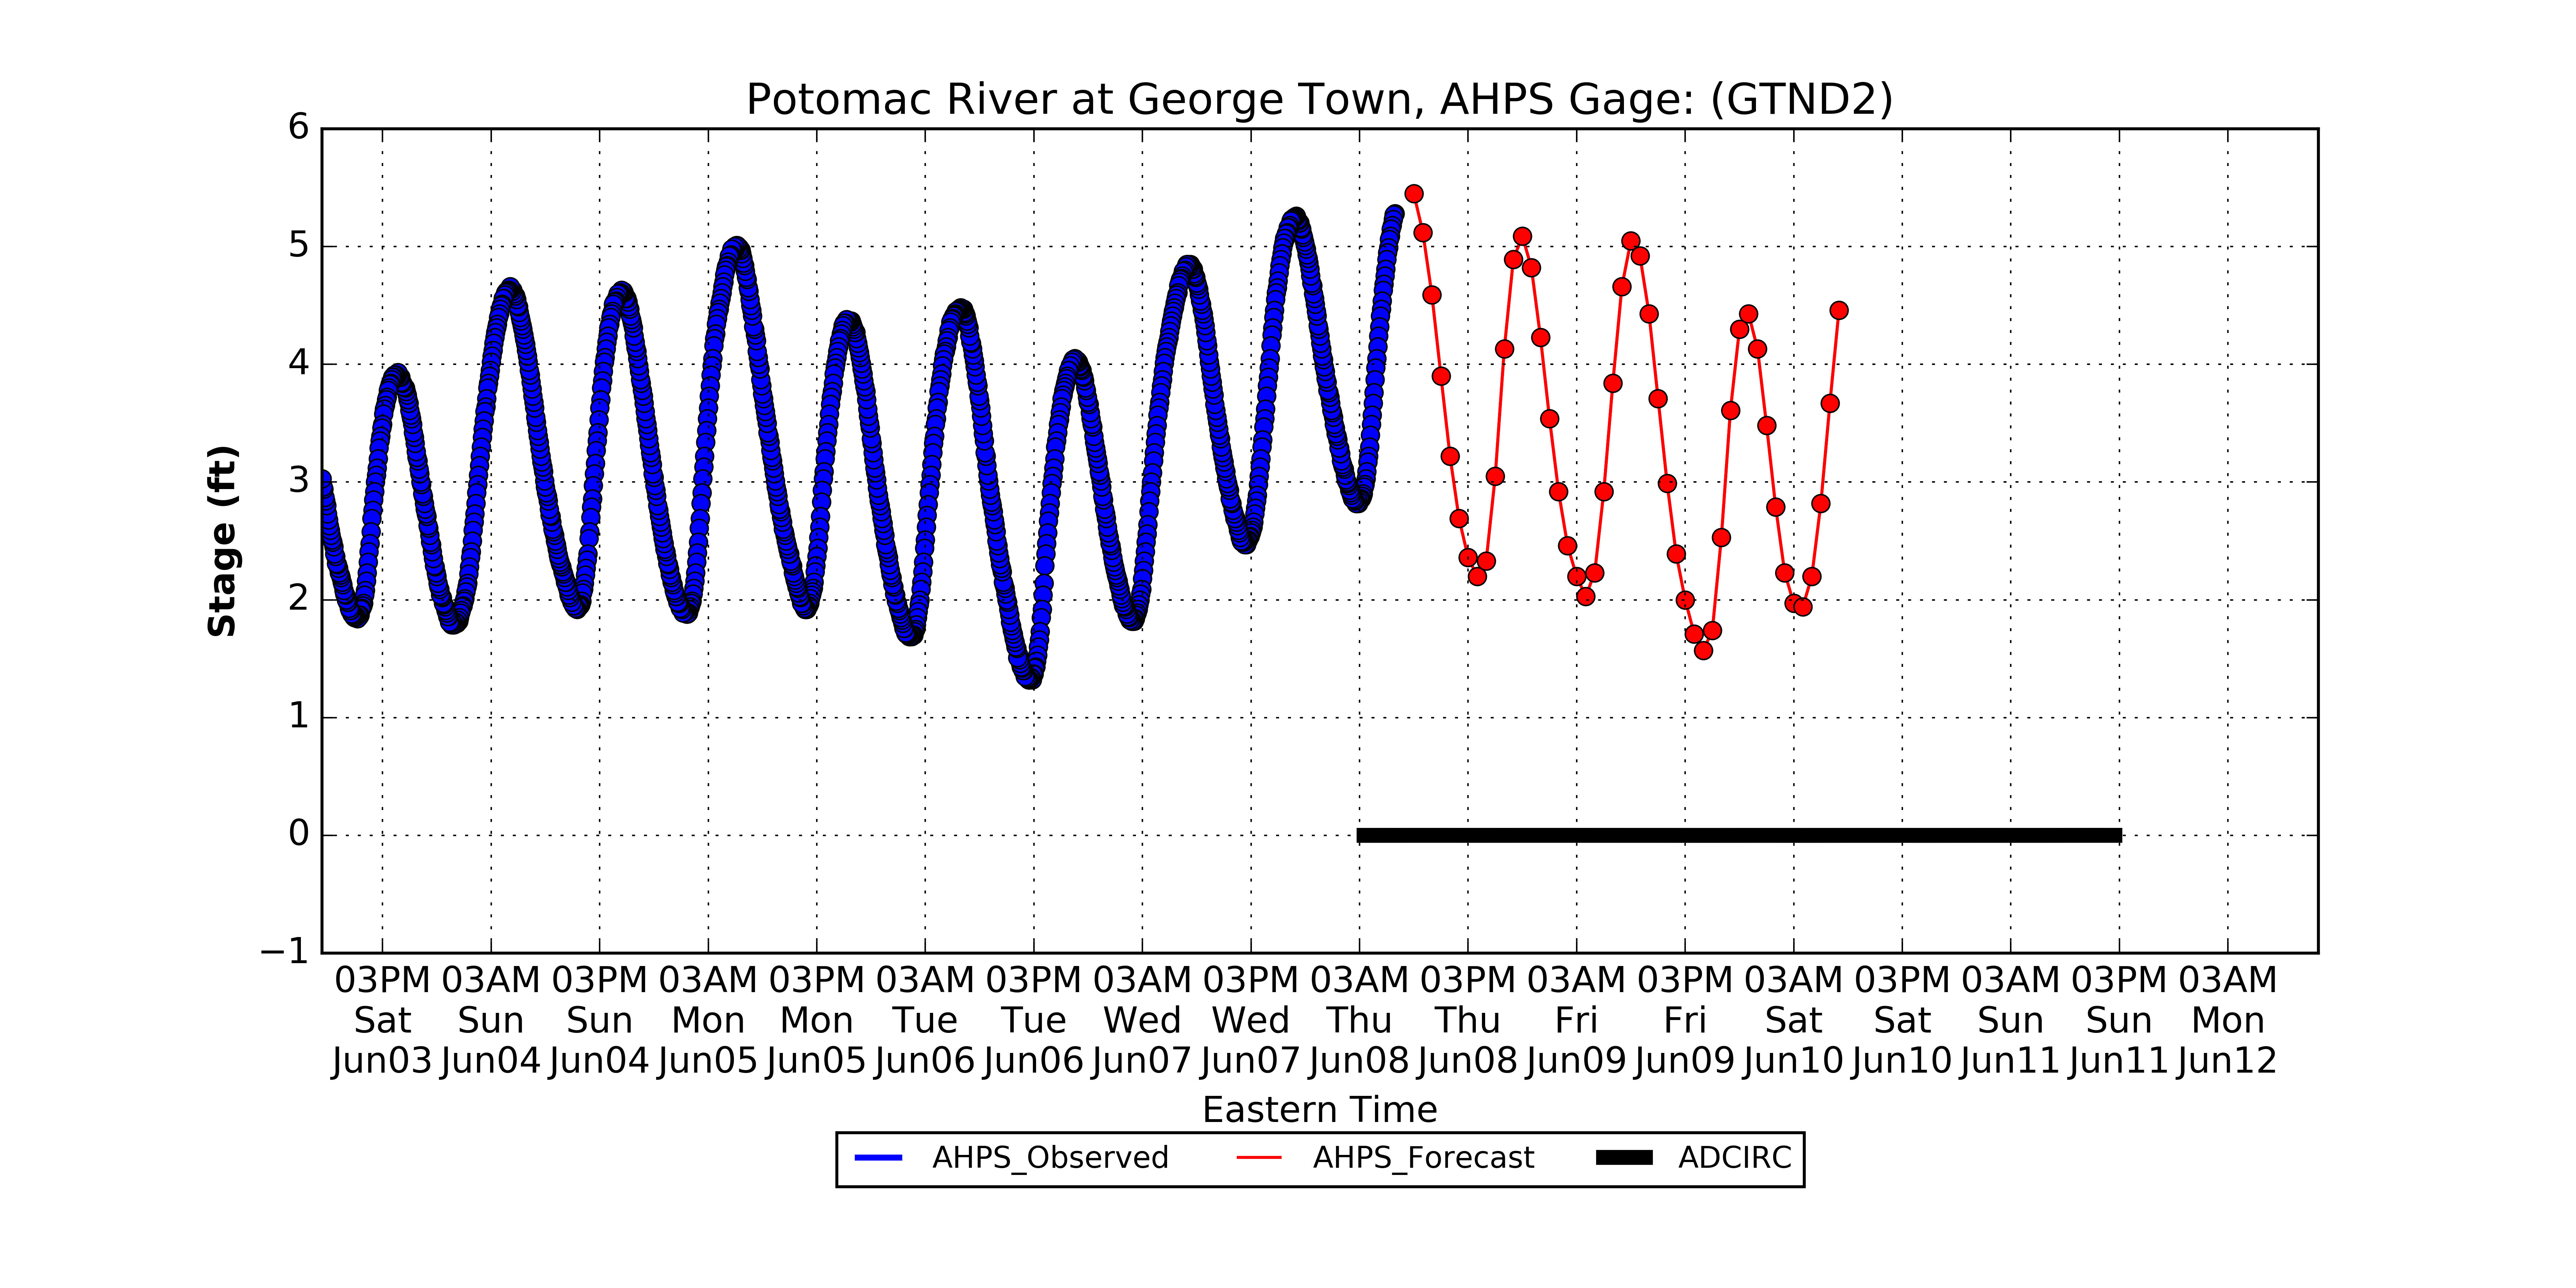 Potomac River at George Town, AHPS Gage: (GTND2)
6
5
4
3
2
1
0
−1
Stage (ft)
03PM 03AM 03PM 03AM 03PM 03AM 03PM 03AM 03PM 03AM 03PM 03AM 03PM 03AM 03PM 03AM 03PM 03AM
Sat Sun Sun Mon Mon Tue Tue Wed Wed Thu Thu Fri Fri Sat Sat Sun Sun Mon
Jun03 Jun04 Jun04 Jun05 Jun05 Jun06 Jun06 Jun07 Jun07 Jun08 Jun08 Jun09 Jun09 Jun10 Jun10 Jun11 Jun11 Jun12
Eastern Time
AHPS_Observed AHPS_Forecast ADCIRC